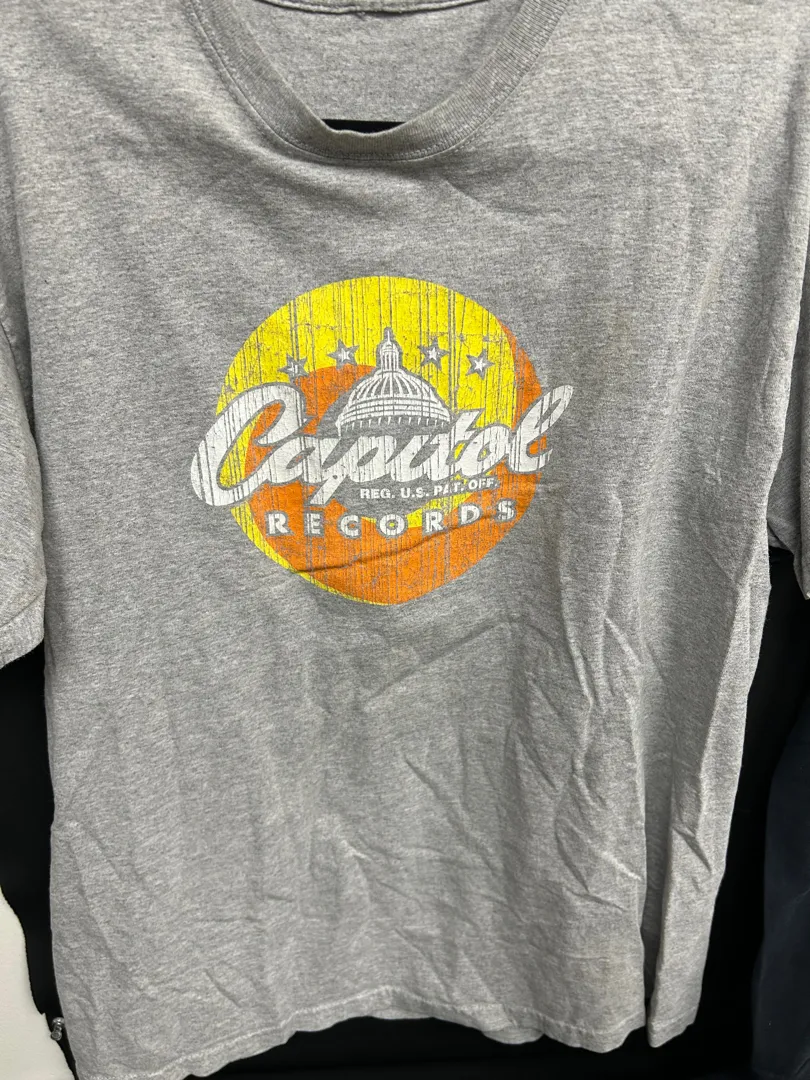 Capitol
REG. U.S. PAT. OFF.
RECORDS